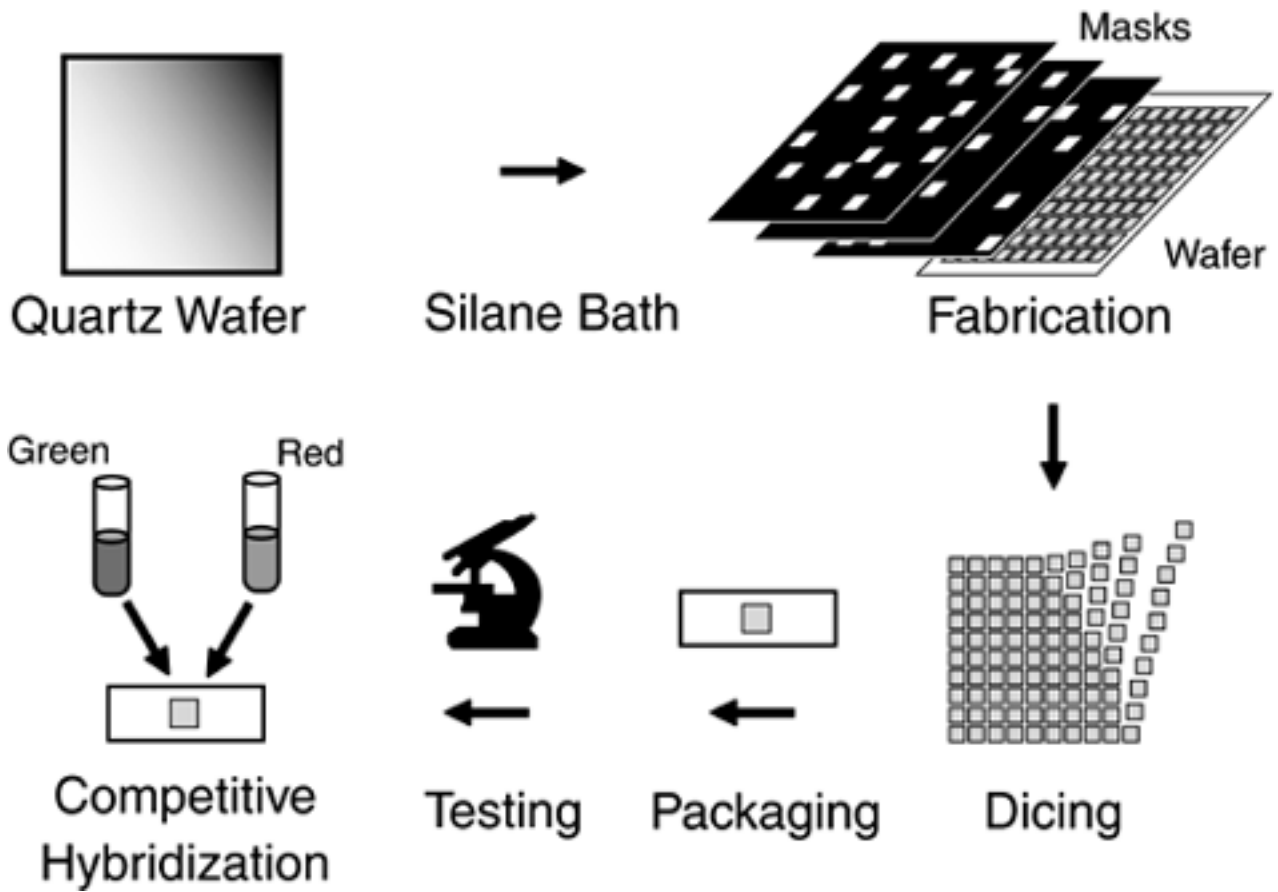 Masks
Wafer
Quartz Wafer
Silane Bath
Fabrication
Green
Red
Competitive
Hybridization
Testing
Packaging
Dicing